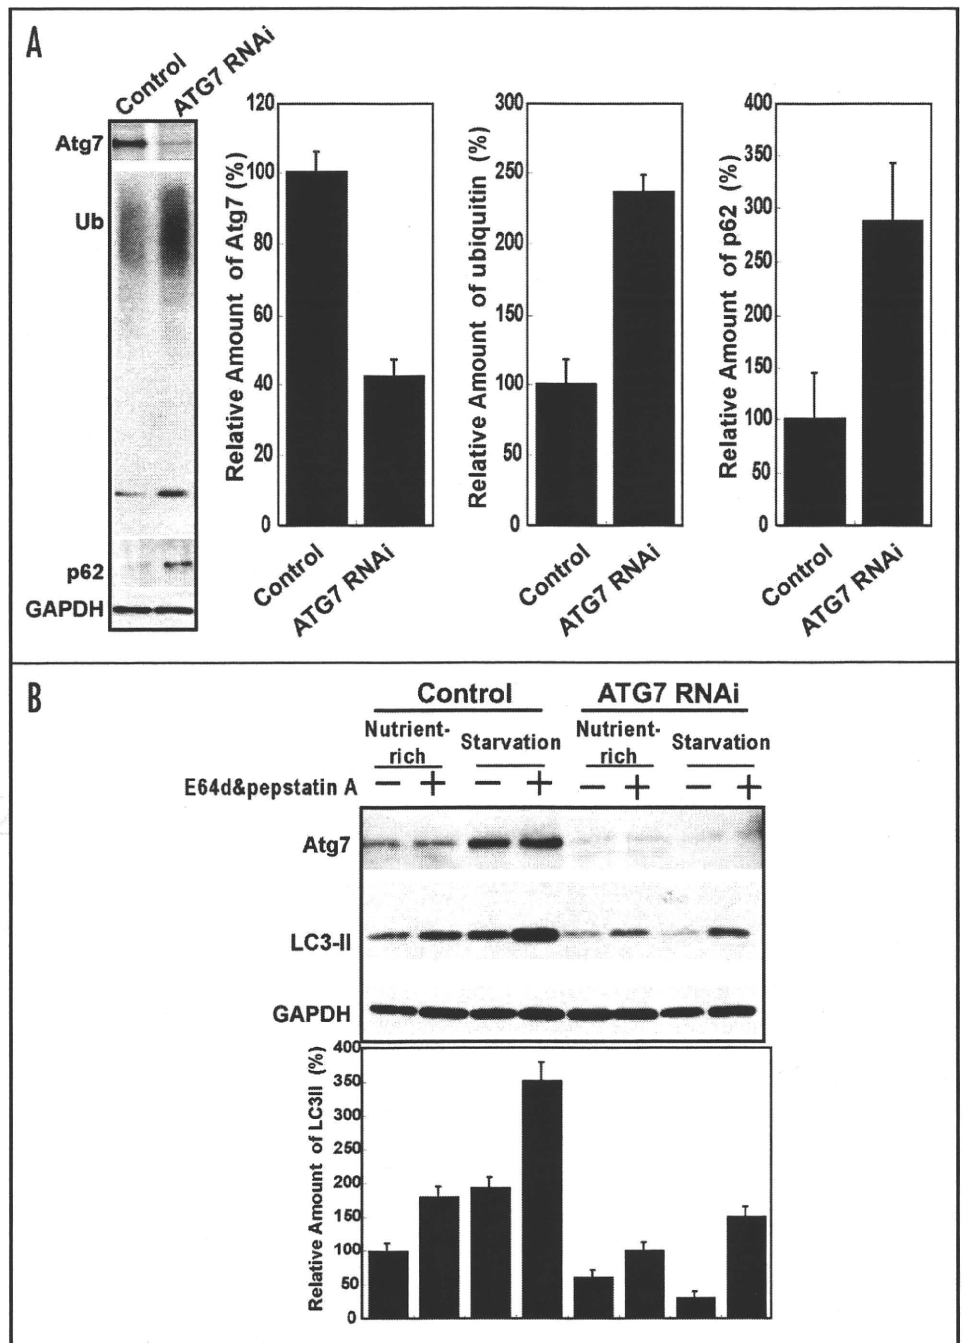 A
Control
ATG7 RNAi
Atg7
Ub
p62
GAPDH
Relative Amount of Atg7 (%)
120
100
80
60
40
20
0
Control
ATG7 RNAi
Relative Amount of ubiquitin (%)
300
250
200
150
100
50
0
Control
ATG7 RNAi
Relative Amount of p62 (%)
400
350
300
250
200
150
100
50
0
Control
ATG7 RNAi
B
Control
ATG7 RNAi
Nutrient-
rich
Starvation
Nutrient-
rich
Starvation
E64d&pepstatin A − + − + − + − +
Atg7
LC3-II
GAPDH
Relative Amount of LC3II (%)
400
350
300
250
200
150
100
50
0